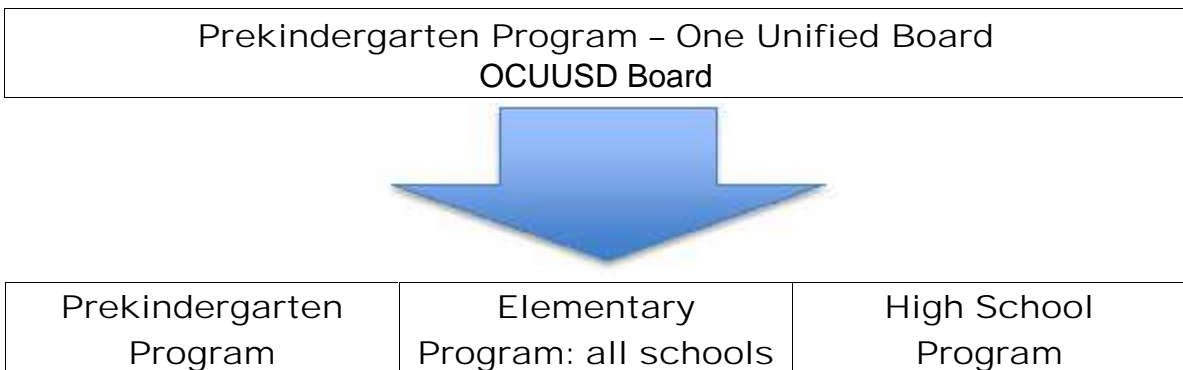 Prekindergarten Program – One Unified Board
OCUUSD Board
Prekindergarten
Program
Elementary
Program: all schools
High School
Program